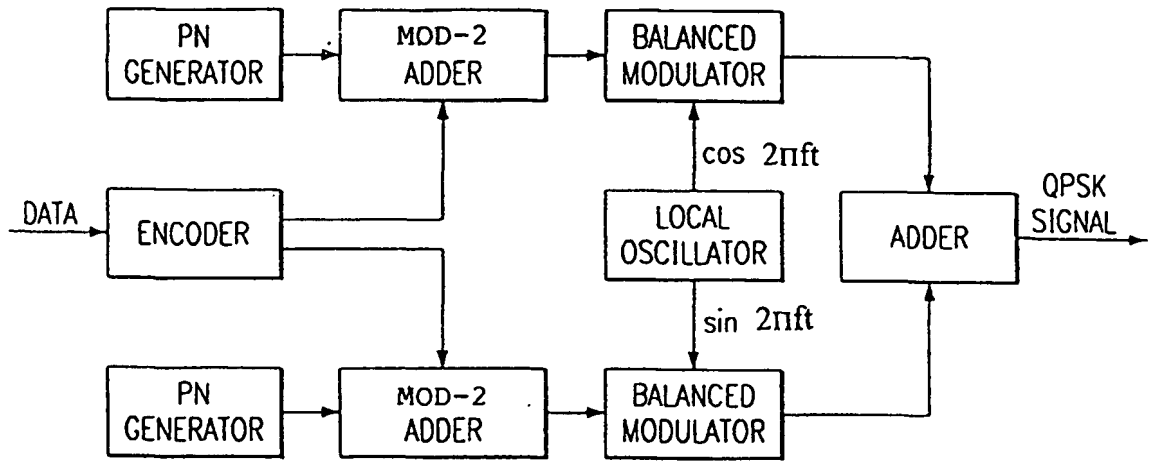 PN
GENERATOR
MOD-2
ADDER
BALANCED
MODULATOR
cos 2πft
DATA
ENCODER
LOCAL
OSCILLATOR
ADDER
QPSK
SIGNAL
sin 2πft
PN
GENERATOR
MOD-2
ADDER
BALANCED
MODULATOR